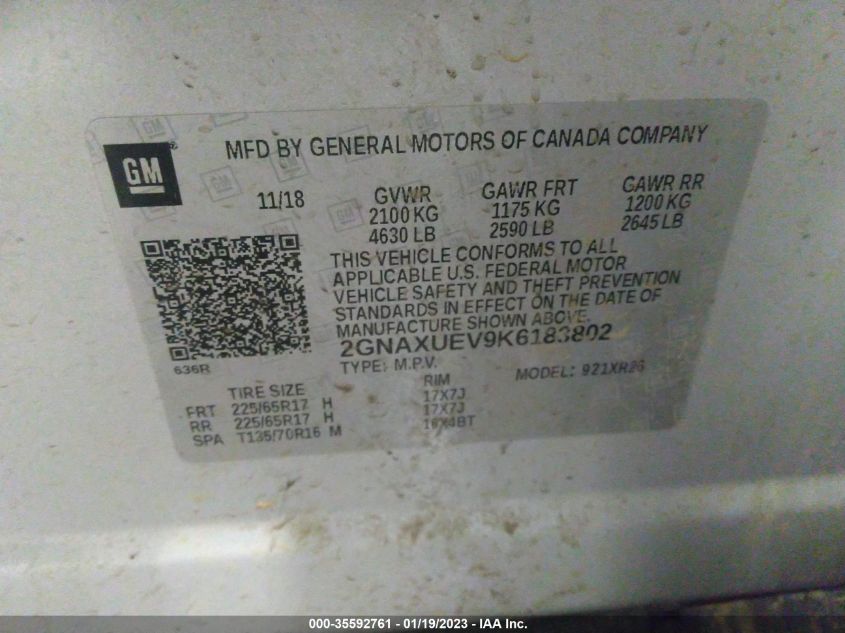 GM
MFD BY GENERAL MOTORS OF CANADA COMPANY
11/18 GVWR GAWR FRT GAWR RR
2100 KG 1175 KG 1200 KG
4630 LB 2590 LB 2645 LB
THIS VEHICLE CONFORMS TO ALL
APPLICABLE U.S. FEDERAL MOTOR
VEHICLE SAFETY AND THEFT PREVENTION
STANDARDS IN EFFECT ON THE DATE OF
MANUFACTURE SHOWN ABOVE.
2GNAXUEV9K6183802
636R TYPE: M.P.V. MODEL: 921XR26
TIRE SIZE RIM
FRT 225/65R17 H 17X7J
RR 225/65R17 H 17X7J
SPA T135/70R16 M 16X4BT
000-35592761 - 01/19/2023 - IAA Inc.